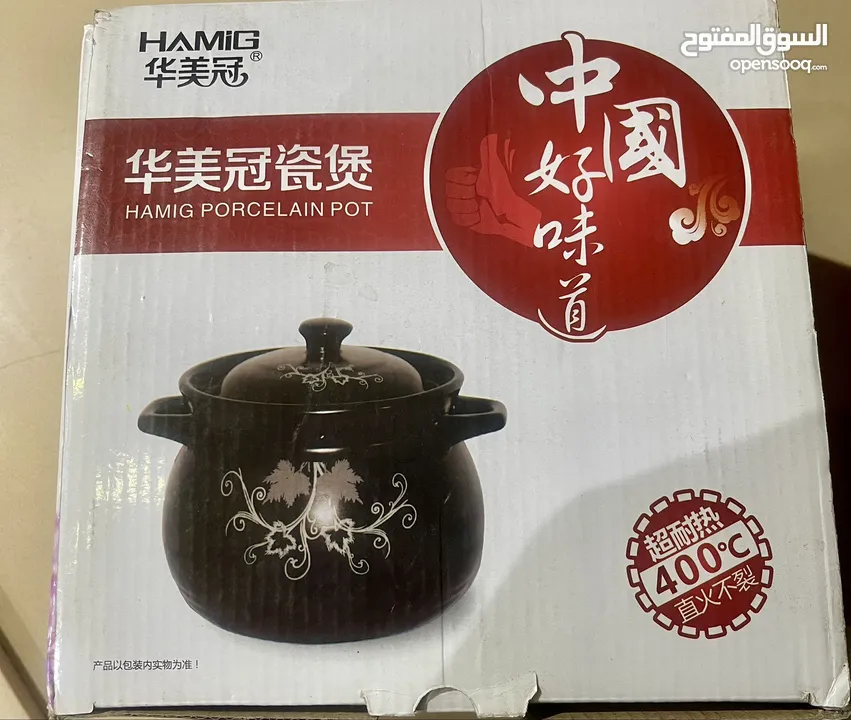 السوق المفتوح
opensooq.com
HAMIG
华美冠®
华美冠瓷煲
HAMIG PORCELAIN POT
中國
好味道
超耐热
400℃
直火不裂
产品以包装内实物为准！